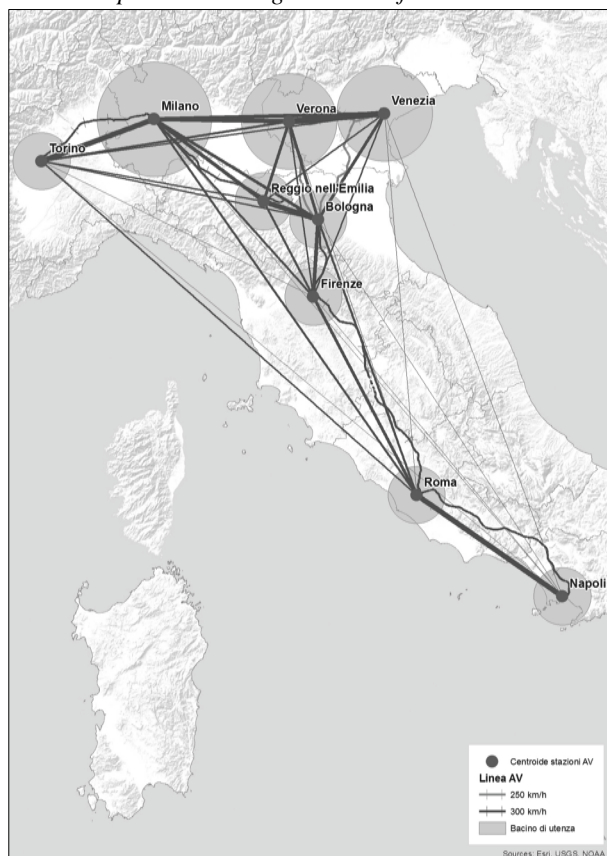 Milano
Verona
Venezia
Torino
Reggio nell'Emilia
Bologna
Firenze
Roma
Napoli
Centroide stazioni AV
Linea AV
250 km/h
300 km/h
Bacino di utenza
Sources: Esri, USGS, NOAA